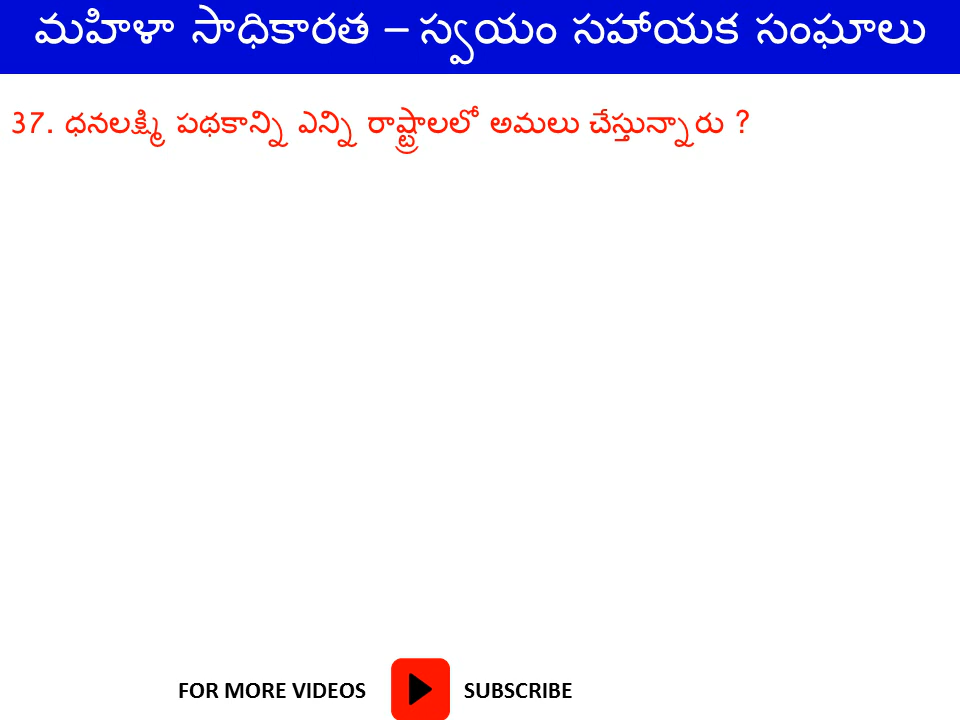 మహిళా సాధికారత – స్వయం సహాయక సంఘాలు
37. ధనలక్ష్మి పథకాన్ని ఎన్ని రాష్ట్రాలలో అమలు చేస్తున్నారు ?
FOR MORE VIDEOS SUBSCRIBE